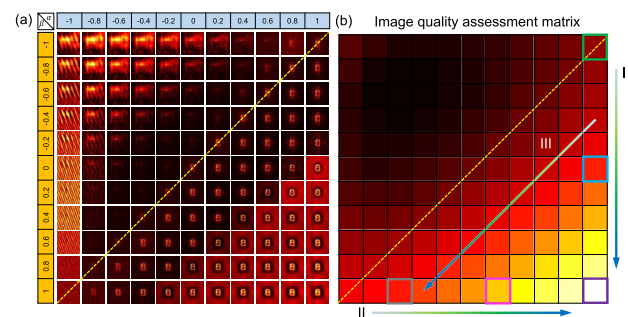 (a)
β α -1 -0.8 -0.6 -0.4 -0.2 0 0.2 0.4 0.6 0.8 1
-1
-0.8
-0.6
-0.4
-0.2
0
0.2
0.4
0.6
0.8
1
(b) Image quality assessment matrix
I
III
II